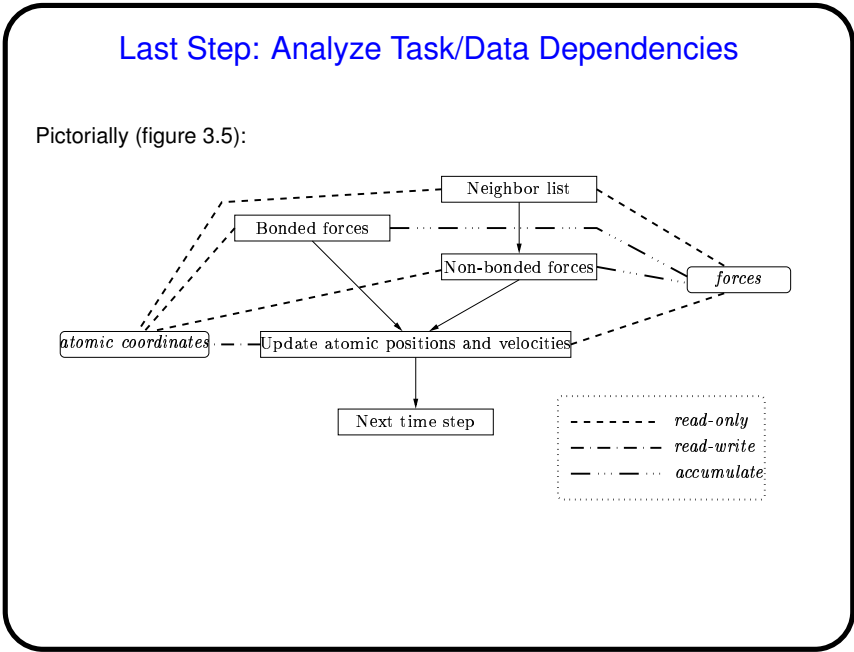 Last Step: Analyze Task/Data Dependencies
Pictorially (figure 3.5):
Neighbor list
Bonded forces
Non-bonded forces
forces
atomic coordinates
Update atomic positions and velocities
Next time step
read-only
read-write
accumulate